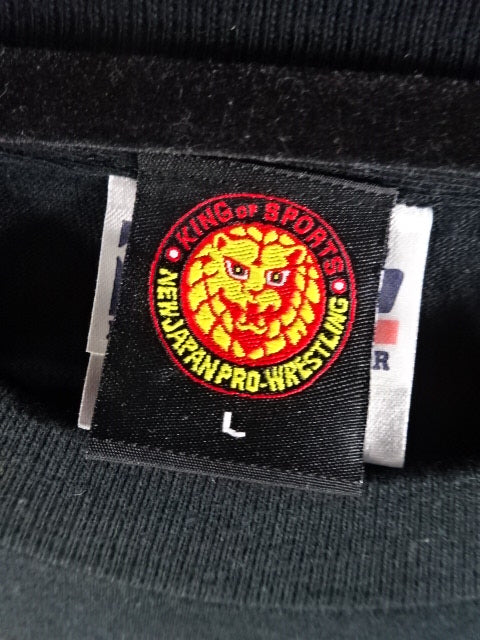 KING OF SPORTS
NEW JAPAN PRO-WRESTLING
L
R